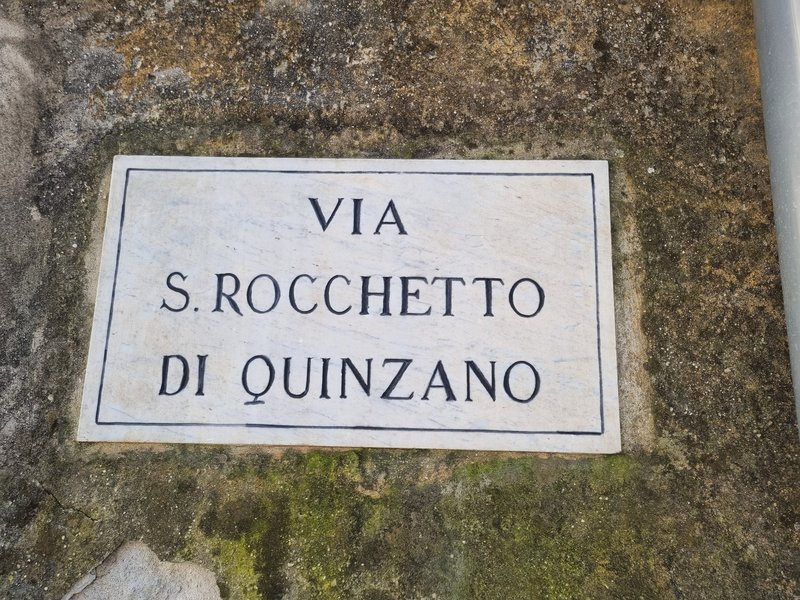 VIA
S. ROCCHETTO
DI QUINZANO